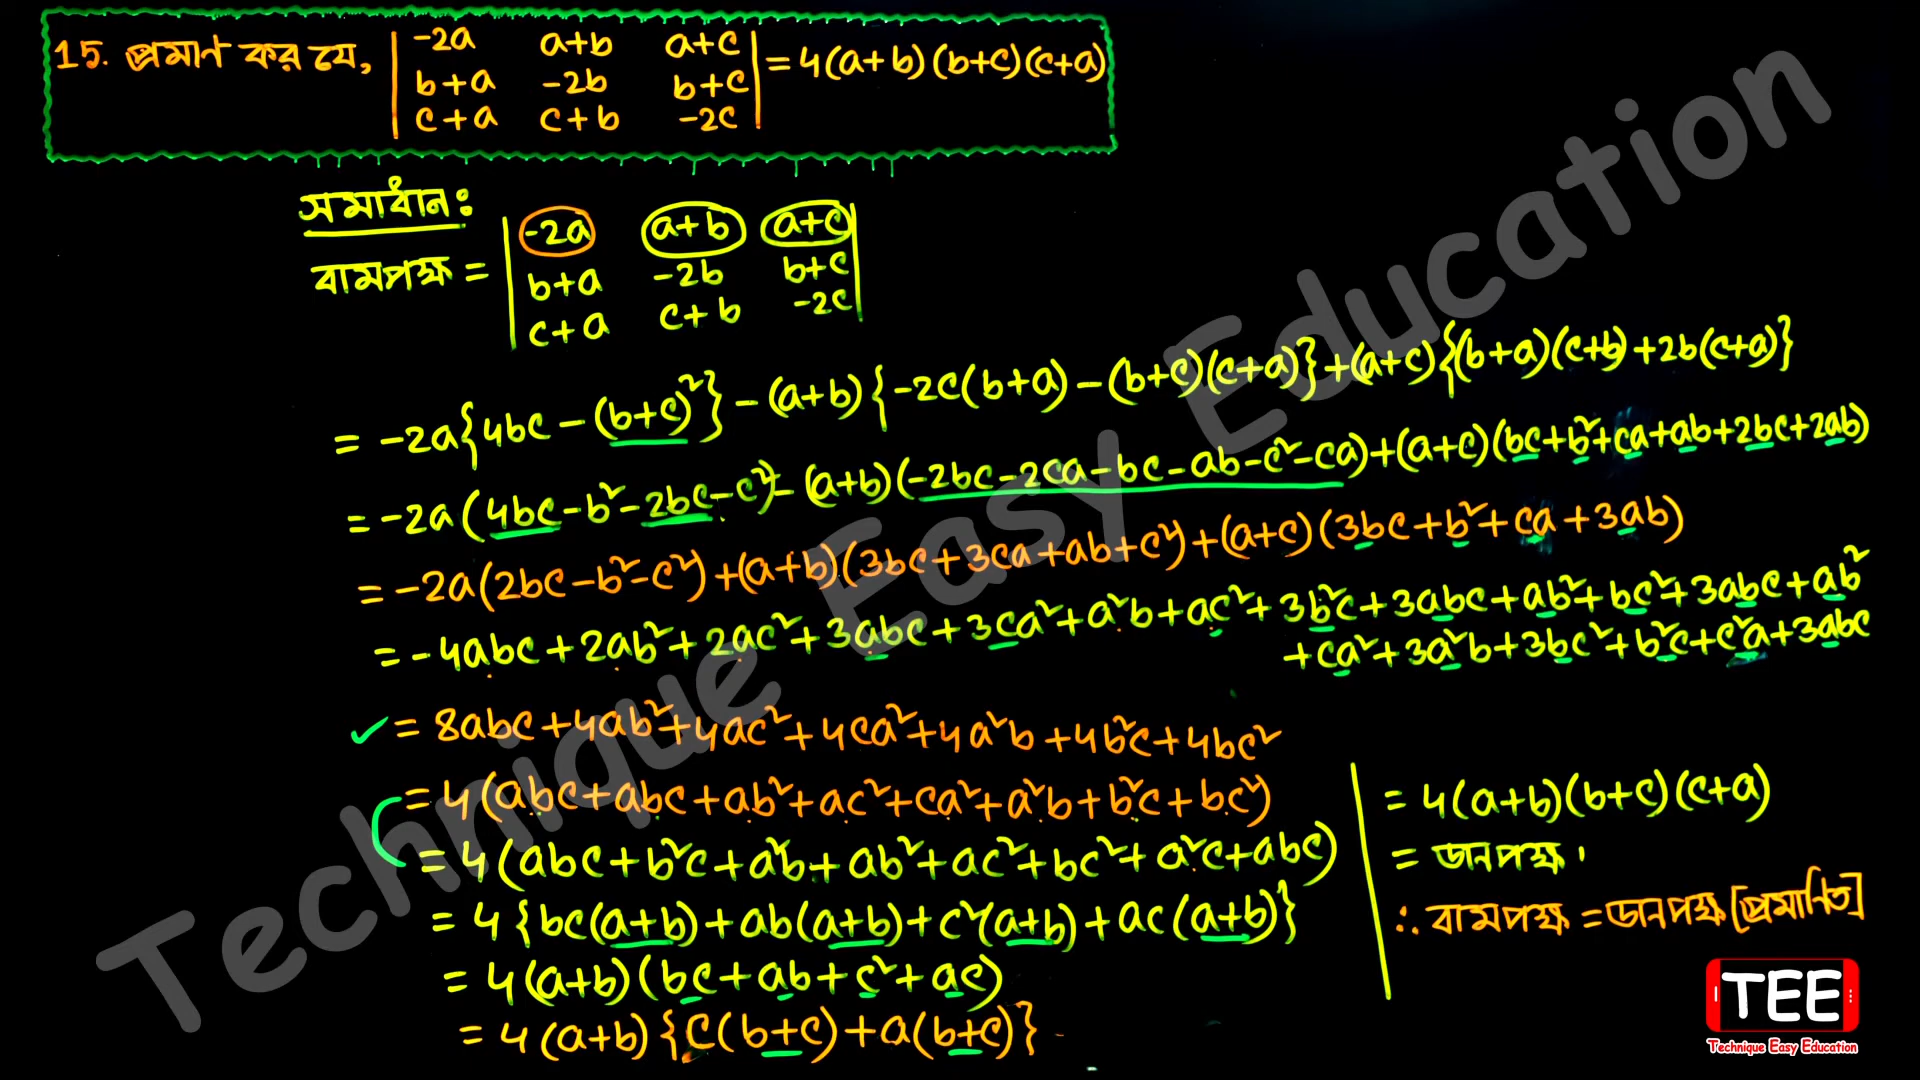 15. প্রমাণ কর যে, | -2a a+b a+c |
| b+a -2b b+c | = 4(a+b)(b+c)(c+a)
| c+a c+b -2c |
সমাধান:
বামপক্ষ = | -2a a+b a+c |
| b+a -2b b+c |
| c+a c+b -2c |
= -2a{4bc-(b+c)²} - (a+b){-2c(b+a)-(b+c)(c+a)}+(a+c){(b+a)(c+b)+2b(c+a)}
= -2a(4bc-b²-2bc-c²)-(a+b)(-2bc-2ca-bc-ab-c²-ca)+(a+c)(bc+b²+ca+ab+2bc+2ab)
= -2a(2bc-b²-c²)+(a+b)(3bc+3ca+ab+c²)+(a+c)(3bc+b²+ca+3ab)
= -4abc+2ab²+2ac²+3abc+3ca²+a²b+ac²+3b²c+3abc+ab²+bc²+3abc+ab²
+ca²+3a²b+3bc²+b²c+c²a+3abc
= 8abc+4ab²+4ac²+4ca²+4a²b+4b²c+4bc²
= 4(abc+abc+ab²+ac²+ca²+a²b+b²c+bc²)
= 4(abc+b²c+a²b+ab²+ac²+bc²+a²c+abc)
= 4{bc(a+b)+ab(a+b)+c²(a+b)+ac(a+b)}
= 4(a+b)(bc+ab+c²+ac)
= 4(a+b){c(b+c)+a(b+c)}
= 4(a+b)(b+c)(c+a)
= ডানপক্ষ।
∴ বামপক্ষ = ডানপক্ষ [প্রমাণিত]
Technique Easy Education
TEE
Technique Easy Education